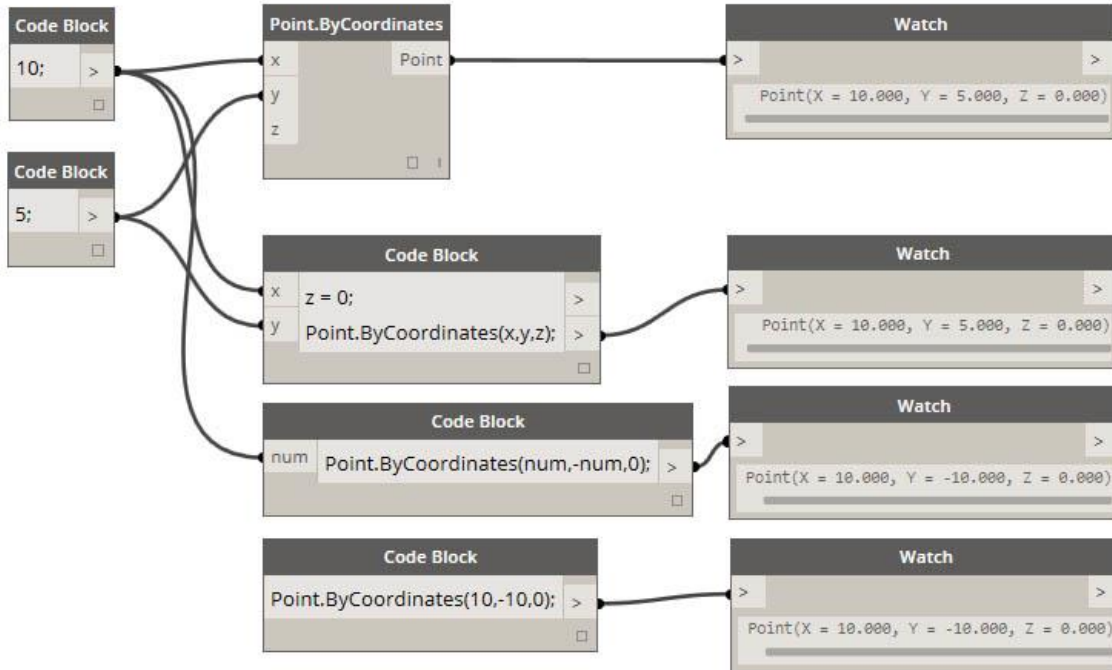 Code Block
10;
>
Point.ByCoordinates
x
Point
y
z
Watch
>
>
Point(X = 10.000, Y = 5.000, Z = 0.000)
Code Block
5;
>
Code Block
x
z = 0;
>
y
Point.ByCoordinates(x,y,z);
>
Watch
>
>
Point(X = 10.000, Y = 5.000, Z = 0.000)
Code Block
num
Point.ByCoordinates(num,-num,0);
>
Watch
>
>
Point(X = 10.000, Y = -10.000, Z = 0.000)
Code Block
Point.ByCoordinates(10,-10,0);
>
Watch
>
>
Point(X = 10.000, Y = -10.000, Z = 0.000)